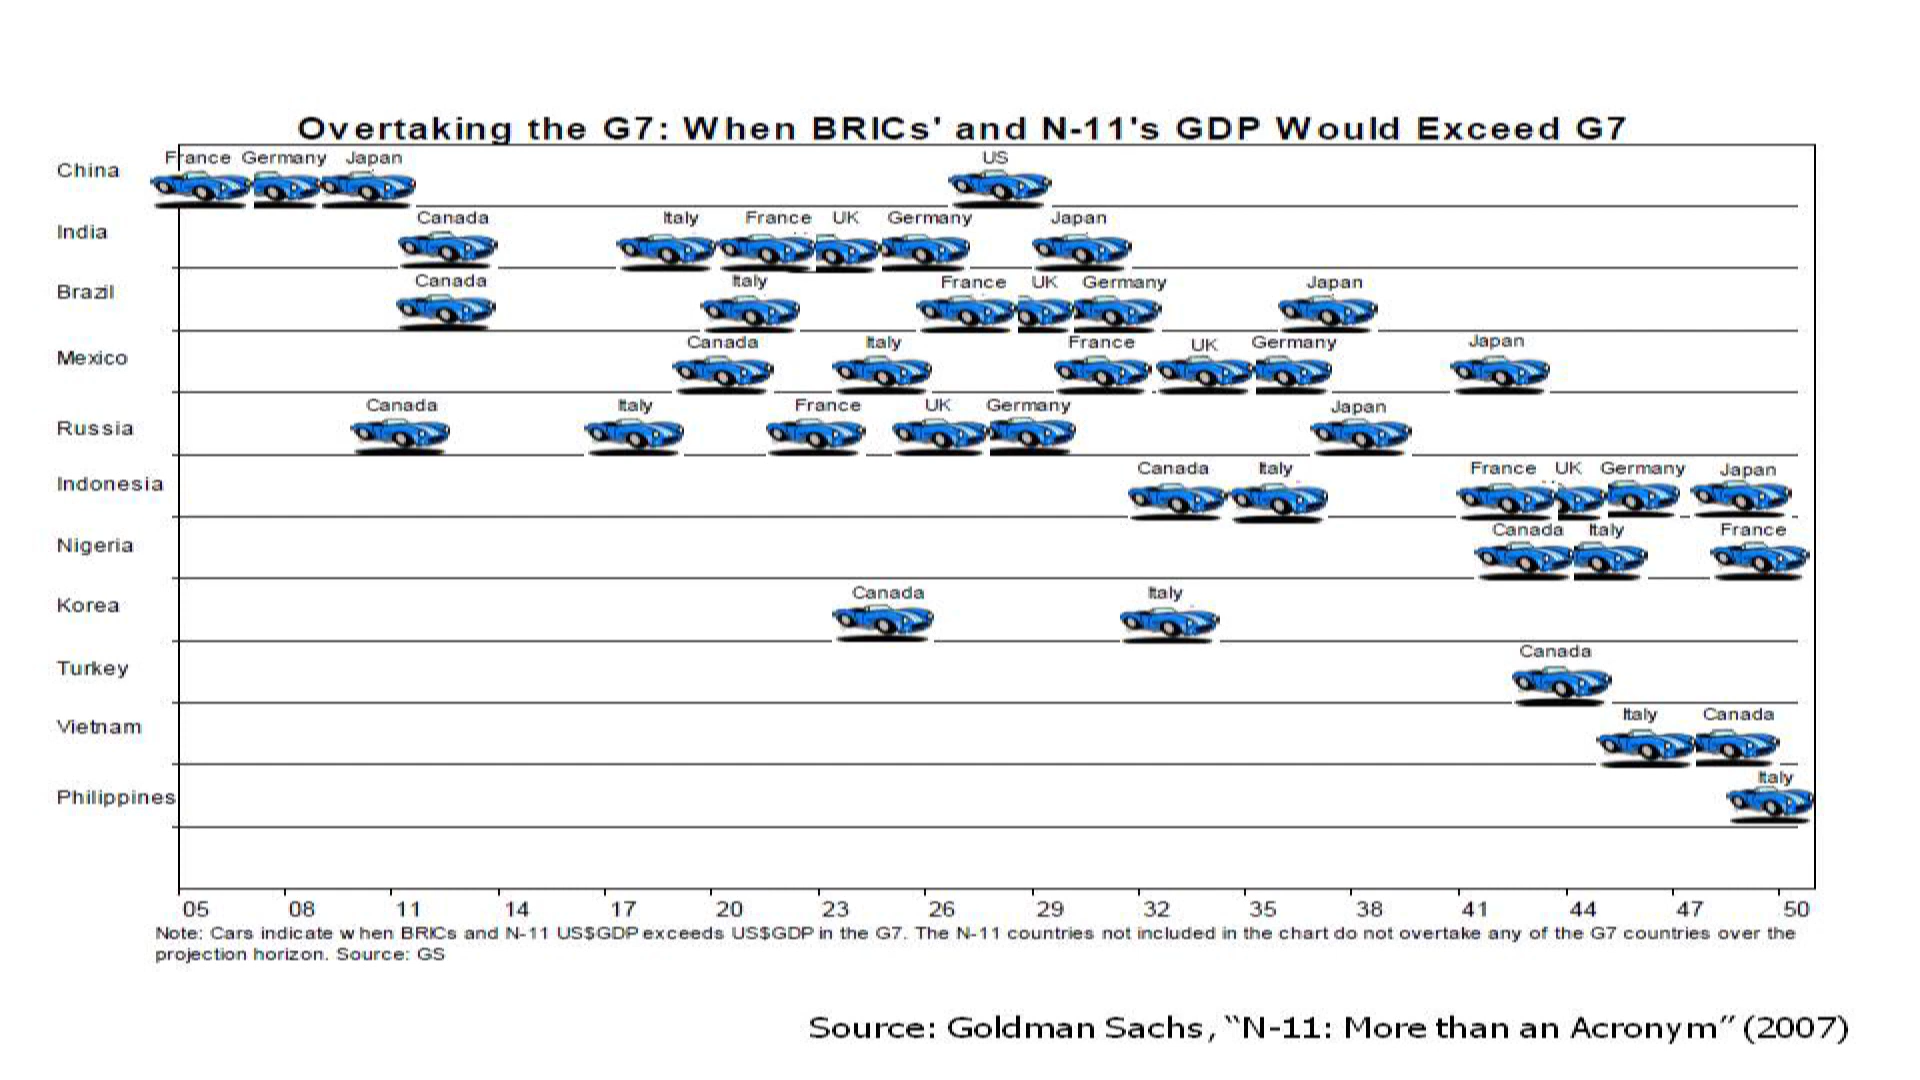 Overtaking the G7: When BRICs' and N-11's GDP Would Exceed G7
France Germany Japan US
China
Canada Italy France UK Germany Japan
India
Canada Italy France UK Germany Japan
Brazil
Canada Italy France UK Germany Japan
Mexico
Canada Italy France UK Germany Japan
Russia
Canada Italy France UK Germany Japan
Indonesia
Canada Italy France
Nigeria
Canada Italy
Korea
Canada
Turkey
Italy Canada
Vietnam
Italy
Philippines
05 08 11 14 17 20 23 26 29 32 35 38 41 44 47 50
Note: Cars indicate when BRICs and N-11 US$GDP exceeds US$GDP in the G7. The N-11 countries not included in the chart do not overtake any of the G7 countries over the
projection horizon. Source: GS
Source: Goldman Sachs, “N-11: More than an Acronym” (2007)